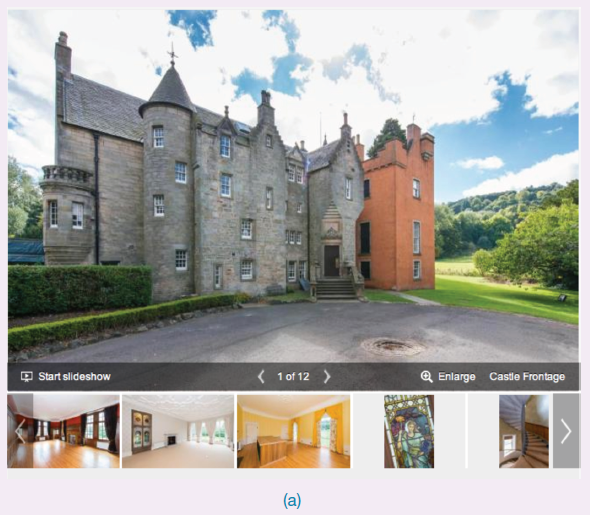 Start slideshow
1 of 12
Enlarge
Castle Frontage
(a)